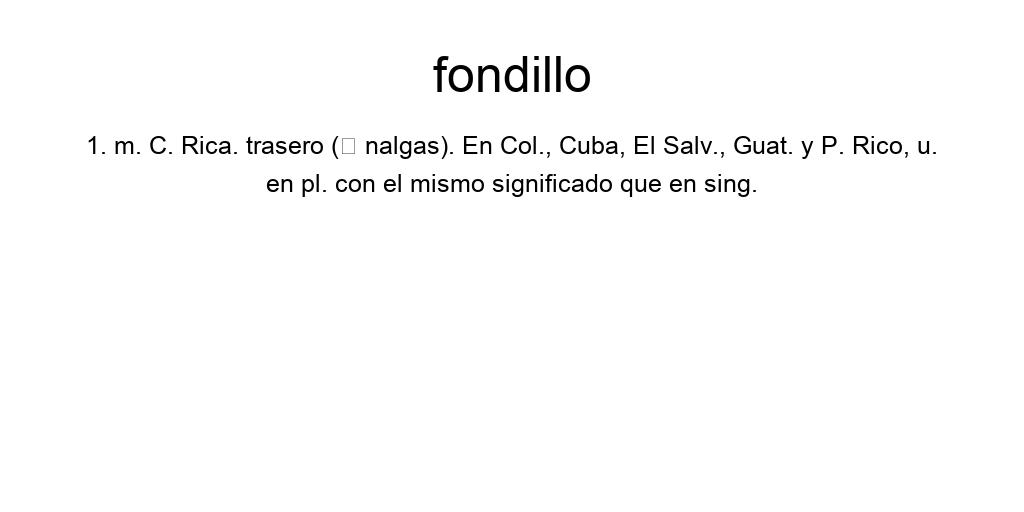 fondillo
1. m. C. Rica. trasero (▯ nalgas). En Col., Cuba, El Salv., Guat. y P. Rico, u.
en pl. con el mismo significado que en sing.